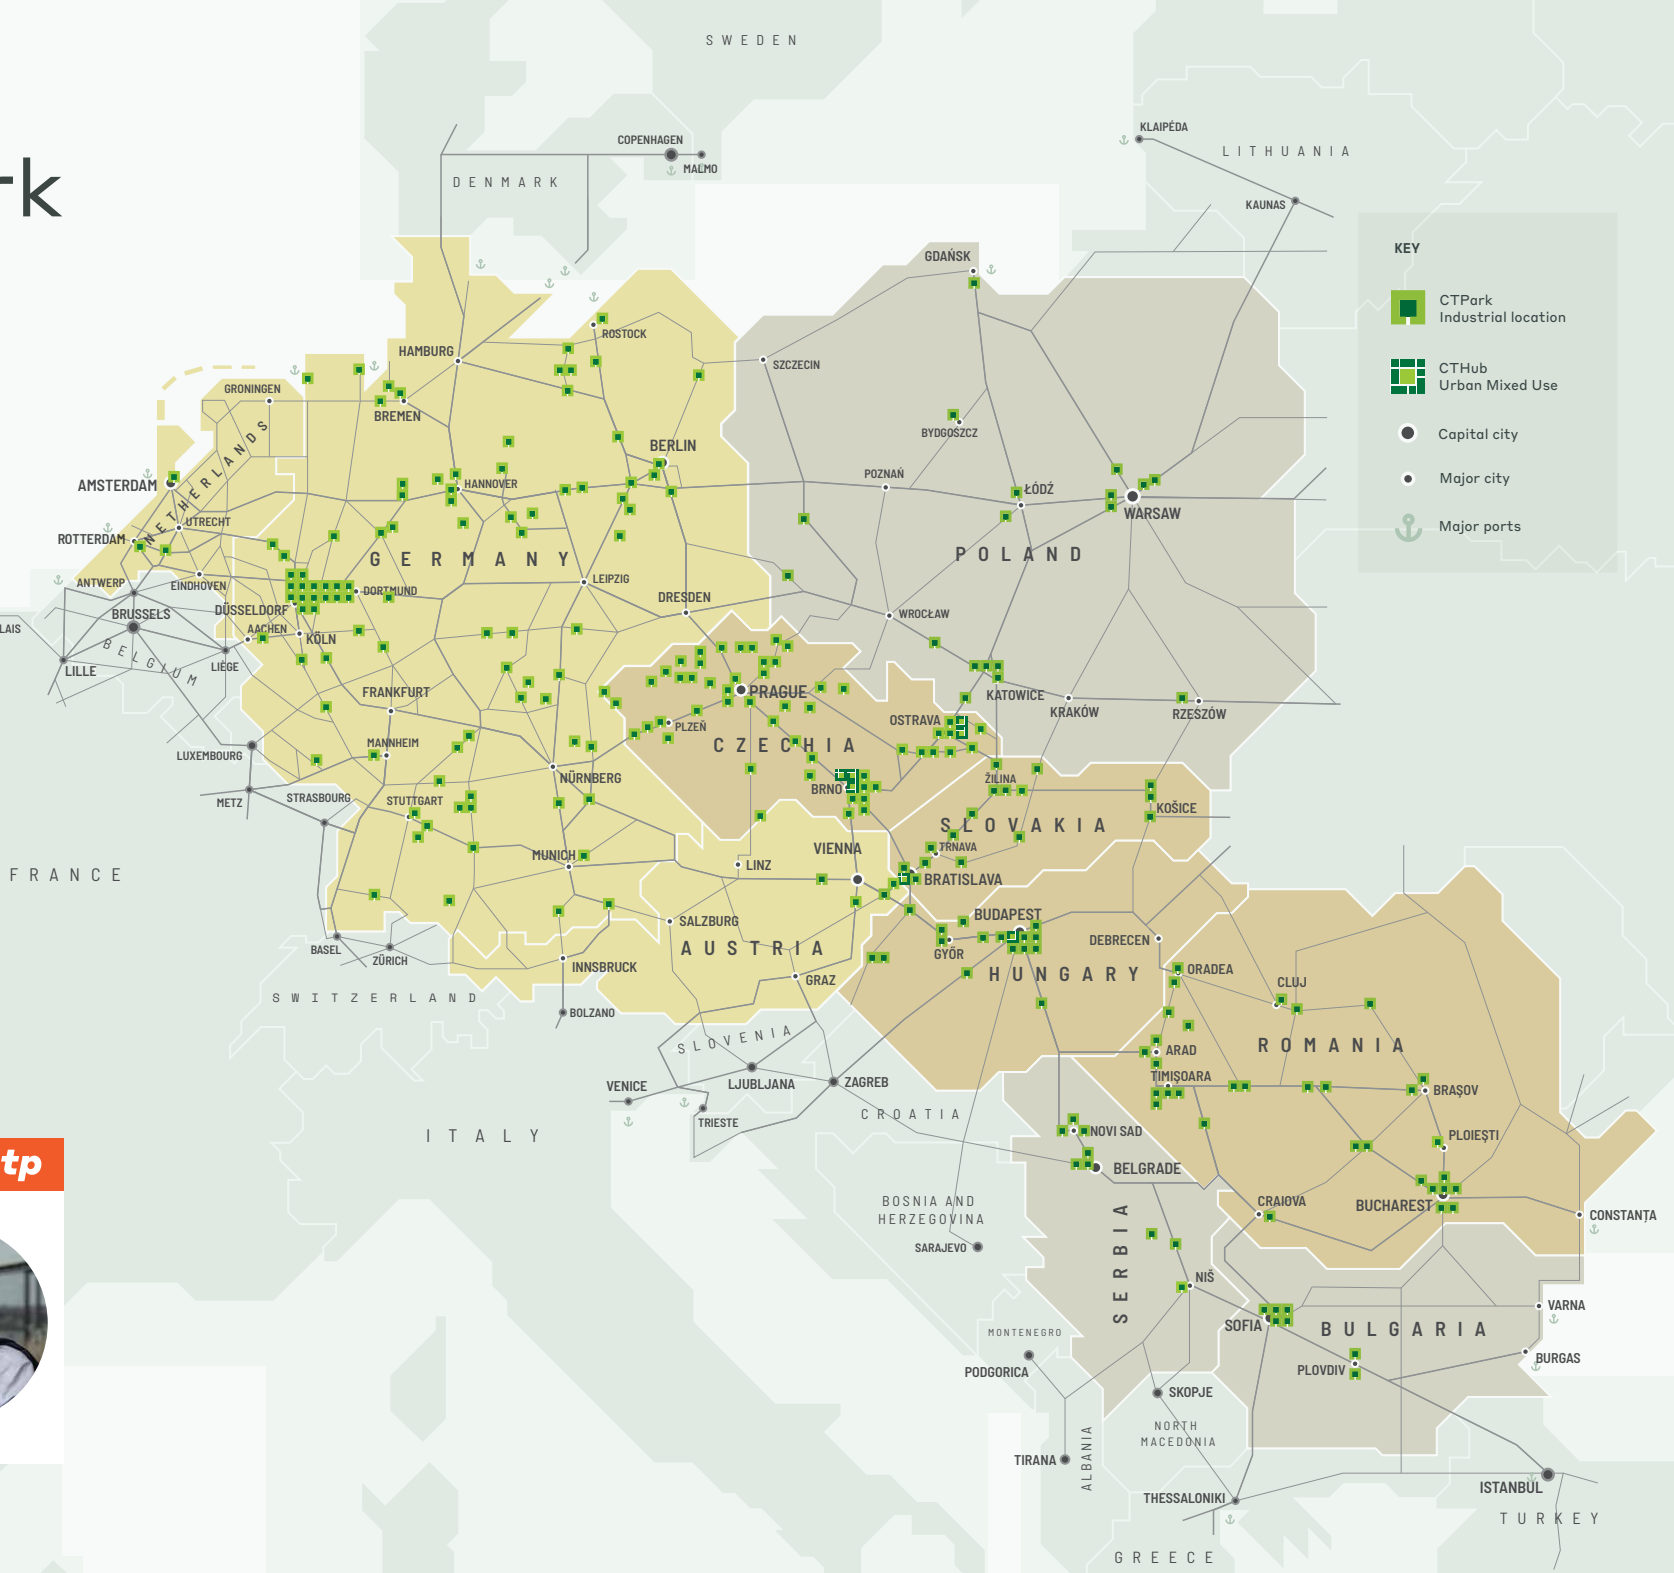 rk
SWEDEN
COPENHAGEN
MALMO
DENMARK
KLAIPĖDA
LITHUANIA
KAUNAS
KEY
CTPark
Industrial location
CTHub
Urban Mixed Use
Capital city
Major city
Major ports
GDAŃSK
ROSTOCK
HAMBURG
SZCZECIN
GRONINGEN
BREMEN
BYDGOSZCZ
BERLIN
POZNAŃ
AMSTERDAM
NETHERLANDS
HANNOVER
ŁÓDŹ
WARSAW
UTRECHT
ROTTERDAM
GERMANY
POLAND
ANTWERP
EINDHOVEN
DORTMUND
LEIPZIG
DRESDEN
WROCŁAW
BRUSSELS
DÜSSELDORF
LAIS
AACHEN
KÖLN
BELGIUM
LIÈGE
LILLE
FRANKFURT
PRAGUE
KATOWICE
KRAKÓW
RZESZÓW
OSTRAVA
PLZEŇ
CZECHIA
LUXEMBOURG
MANNHEIM
NÜRNBERG
ŽILINA
BRNO
METZ
STRASBOURG
STUTTGART
KOŠICE
SLOVAKIA
TRNAVA
VIENNA
MUNICH
LINZ
BRATISLAVA
FRANCE
SALZBURG
BUDAPEST
AUSTRIA
GYŐR
DEBRECEN
BASEL
ZÜRICH
INNSBRUCK
HUNGARY
ORADEA
CLUJ
GRAZ
SWITZERLAND
BOLZANO
SLOVENIA
ROMANIA
ARAD
TIMIȘOARA
VENICE
LJUBLJANA
ZAGREB
BRAȘOV
TRIESTE
CROATIA
ITALY
NOVI SAD
PLOIEȘTI
tp
BELGRADE
BOSNIA AND
HERZEGOVINA
CRAIOVA
BUCHAREST
CONSTANȚA
SARAJEVO
SERBIA
NIŠ
VARNA
SOFIA
BULGARIA
MONTENEGRO
PODGORICA
PLOVDIV
BURGAS
SKOPJE
NORTH
MACEDONIA
TIRANA
ALBANIA
THESSALONIKI
ISTANBUL
TURKEY
GREECE